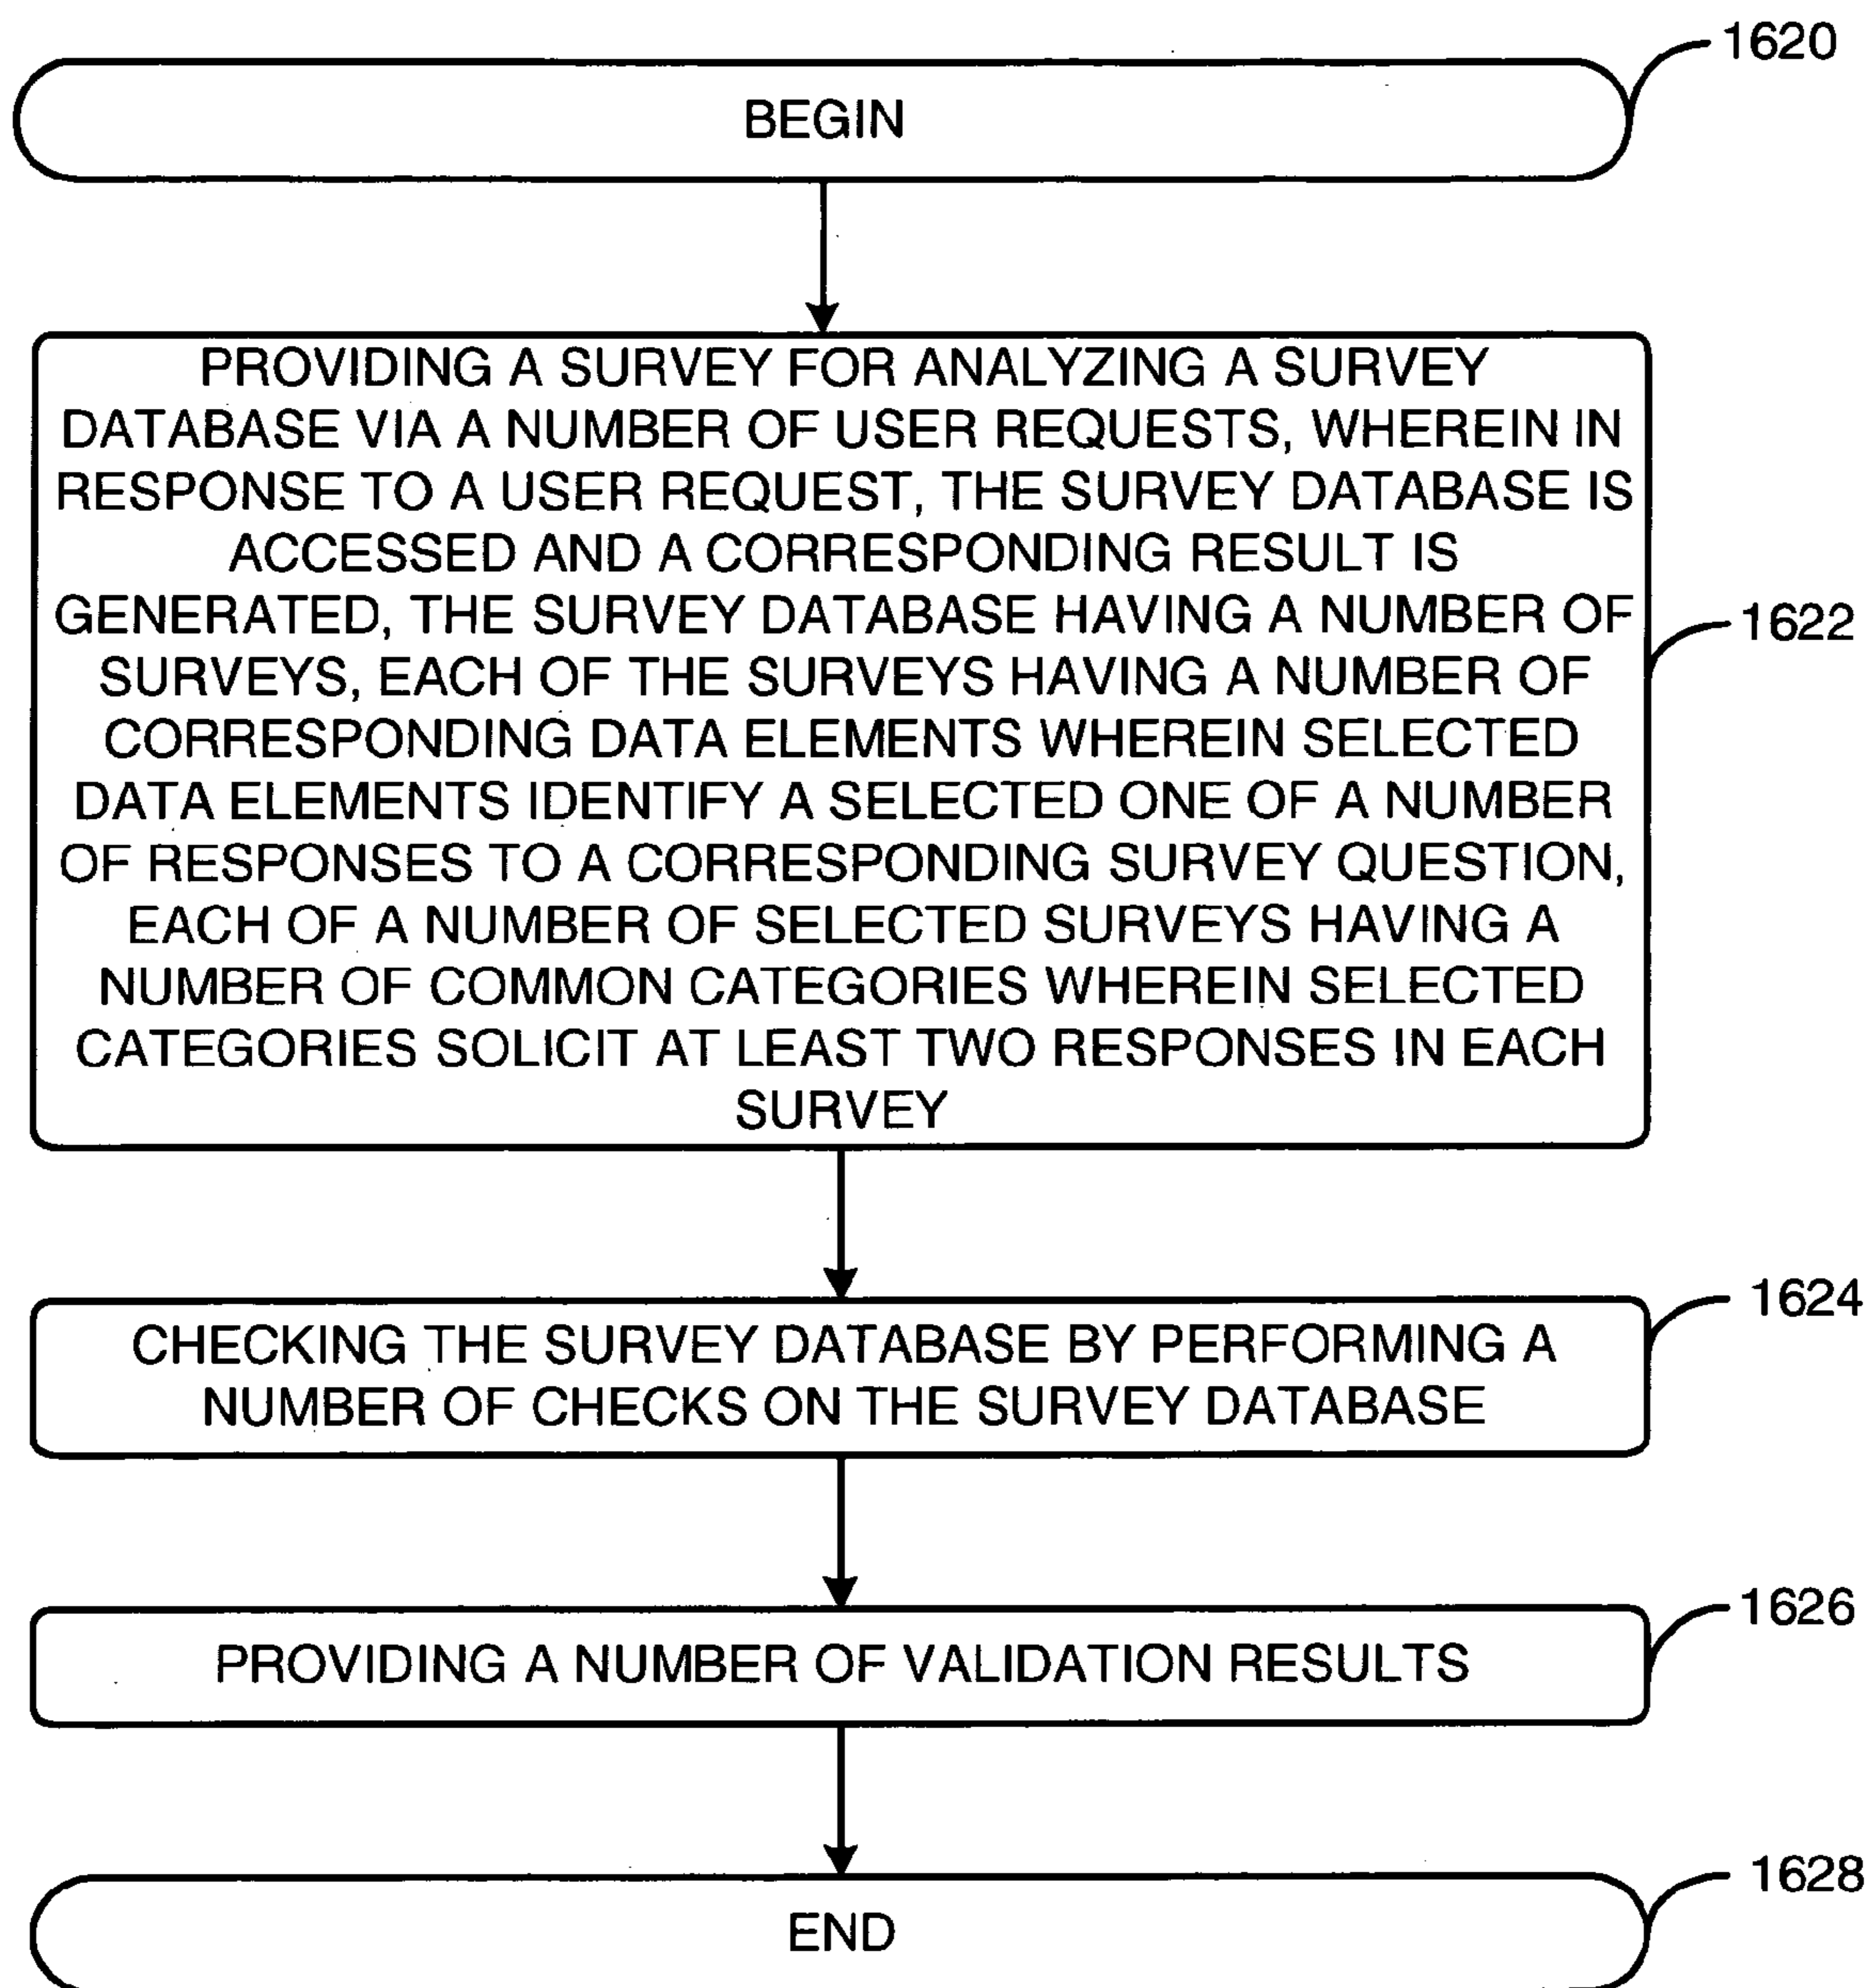 1620
BEGIN
PROVIDING A SURVEY FOR ANALYZING A SURVEY
DATABASE VIA A NUMBER OF USER REQUESTS, WHEREIN IN
RESPONSE TO A USER REQUEST, THE SURVEY DATABASE IS
ACCESSED AND A CORRESPONDING RESULT IS
GENERATED, THE SURVEY DATABASE HAVING A NUMBER OF
SURVEYS, EACH OF THE SURVEYS HAVING A NUMBER OF
CORRESPONDING DATA ELEMENTS WHEREIN SELECTED
DATA ELEMENTS IDENTIFY A SELECTED ONE OF A NUMBER
OF RESPONSES TO A CORRESPONDING SURVEY QUESTION,
EACH OF A NUMBER OF SELECTED SURVEYS HAVING A
NUMBER OF COMMON CATEGORIES WHEREIN SELECTED
CATEGORIES SOLICIT AT LEAST TWO RESPONSES IN EACH
SURVEY
1622
1624
CHECKING THE SURVEY DATABASE BY PERFORMING A
NUMBER OF CHECKS ON THE SURVEY DATABASE
1626
PROVIDING A NUMBER OF VALIDATION RESULTS
1628
END